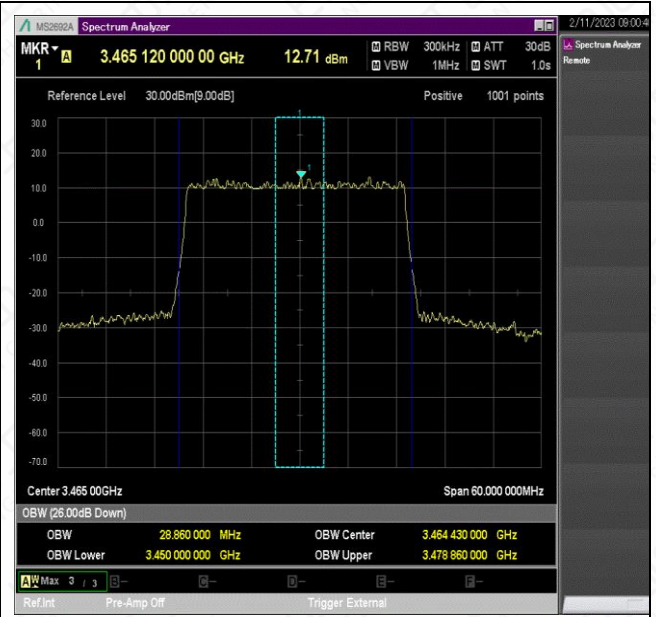 MS2692A Spectrum Analyzer 2/11/2023 09:00:4
MKR A 3.465 120 000 00 GHz 12.71 dBm M RBW 300kHz M ATT 30dB
1 M VBW 1MHz M SWT 1.0s
Spectrum Analyzer
Remote
Reference Level 30.00dBm[9.00dB] Positive 1001 points
1
30.0
20.0
1
10.0
0.0
-10.0
-20.0
-30.0
-40.0
-50.0
-60.0
-70.0
Center 3.465 00GHz Span 60.000 000MHz
OBW (26.00dB Down)
OBW 28.860 000 MHz OBW Center 3.464 430 000 GHz
OBW Lower 3.450 000 000 GHz OBW Upper 3.478 860 000 GHz
A W Max 3 / 3 B- C- D- E- F-
Ref.Int Pre-Amp Off Trigger External